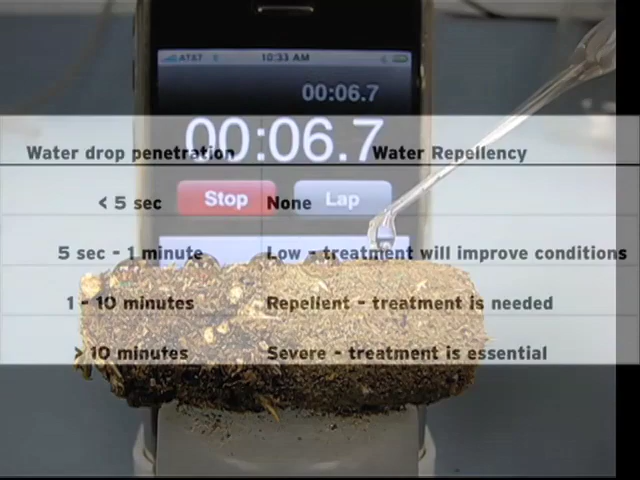 AT&T 10:33 AM
00:06.7
00:06.7
Water drop penetration Water Repellency
Stop Lap
< 5 sec None
5 sec - 1 minute Low - treatment will improve conditions
1 - 10 minutes Repellent - treatment is needed
> 10 minutes Severe - treatment is essential